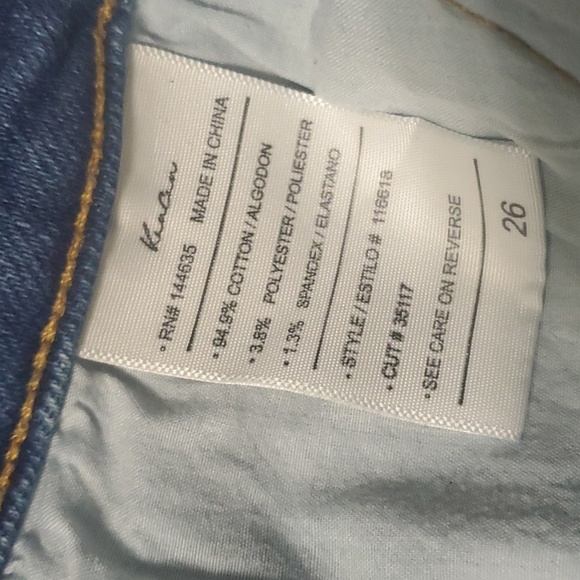 KanCan
• RN# 144635 MADE IN CHINA
• 94.9% COTTON / ALGODON
• 3.8% POLYESTER / POLIESTER
• 1.3% SPANDEX / ELASTANO
• STYLE / ESTILO # 116618
• CUT # 35117
• SEE CARE ON REVERSE
26